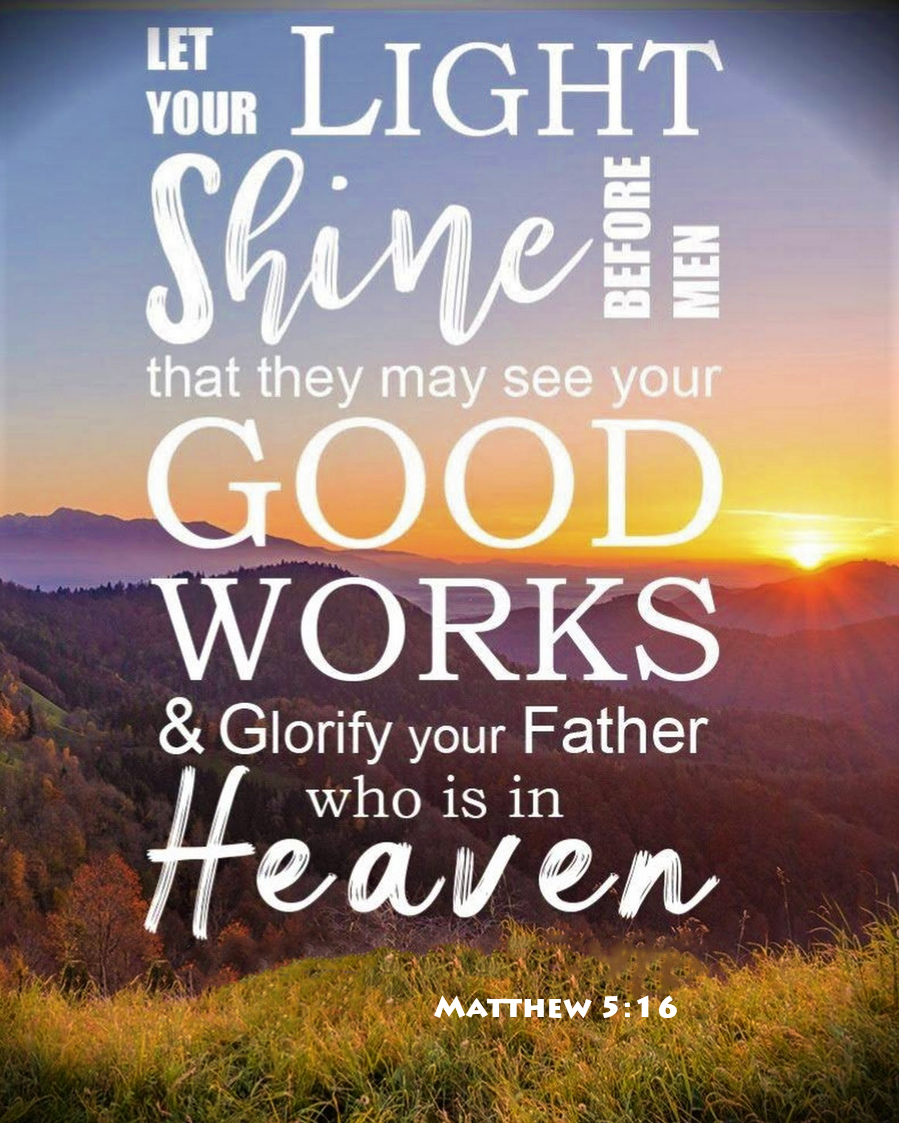 LET
YOUR LIGHT
Shine BEFORE
MEN
that they may see your
GOOD
WORKS
& Glorify your Father
who is in
Heaven
MATTHEW 5:16